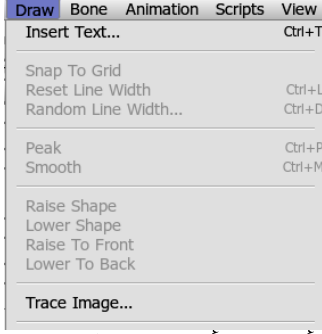 Draw Bone Animation Scripts View
Insert Text... Ctrl+T
Snap To Grid
Reset Line Width Ctrl+L
Random Line Width... Ctrl+D
Peak Ctrl+P
Smooth Ctrl+M
Raise Shape
Lower Shape
Raise To Front
Lower To Back
Trace Image...